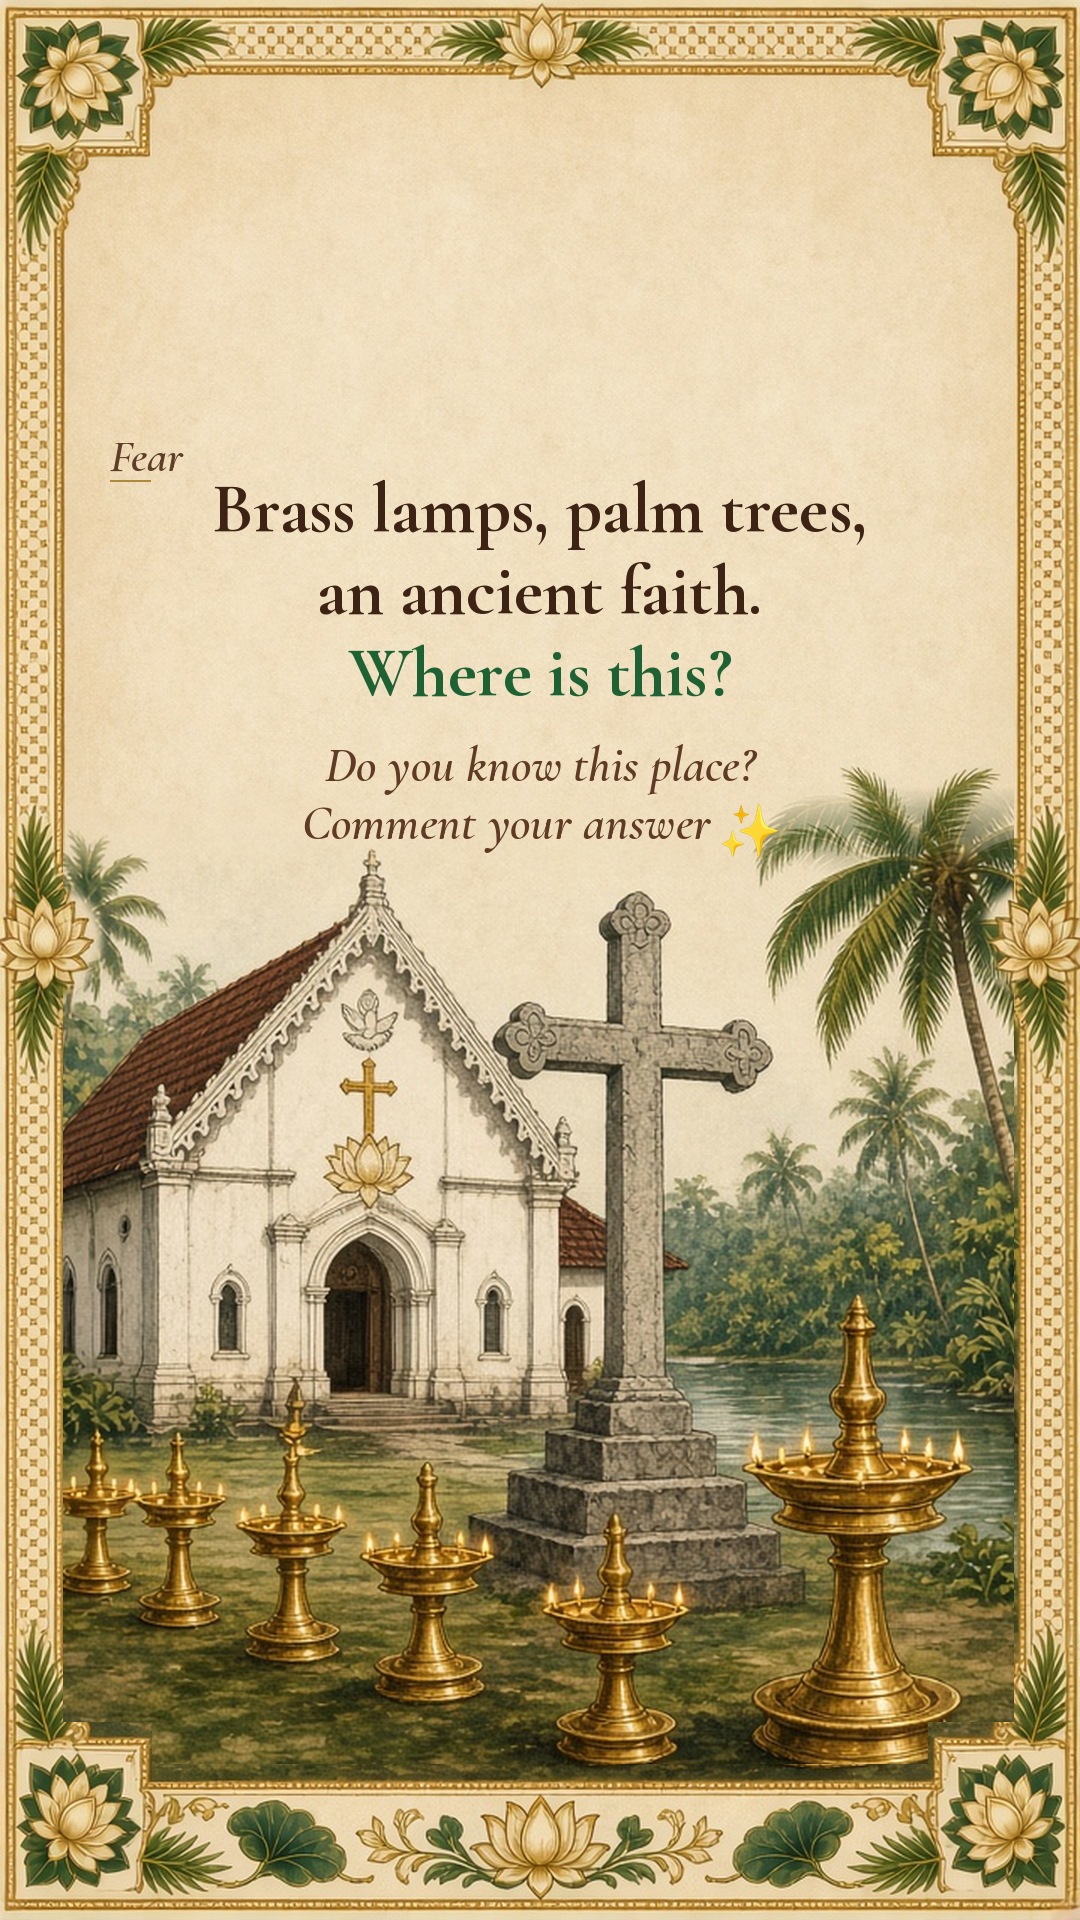 Fear
Brass lamps, palm trees,
an ancient faith.
Where is this?
Do you know this place?
Comment your answer ✨